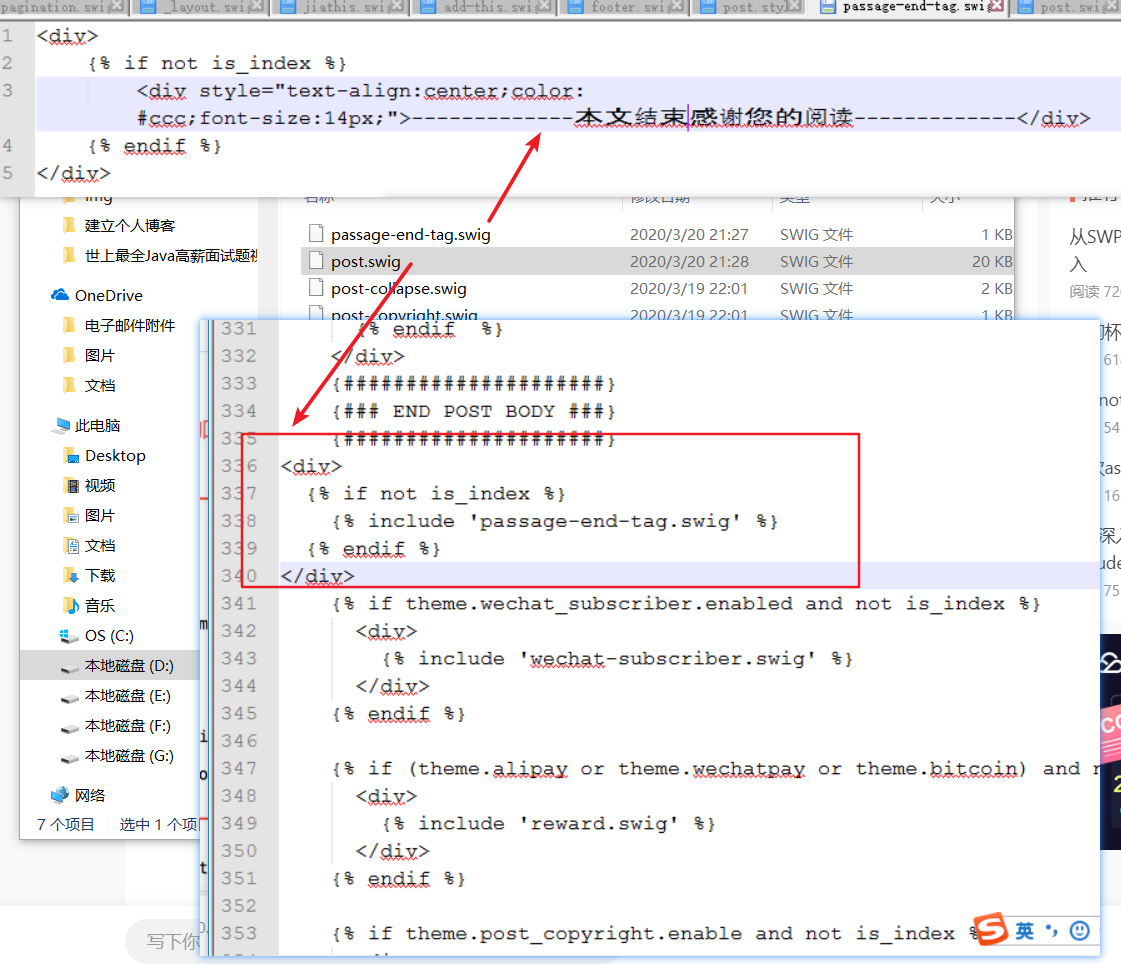 pagination.swi _layout.swi jiathis.swi add-this.swi footer.swi post.sty passage-end-tag.swi post.swi
1 <div>
2 {% if not is_index %}
3 <div style="text-align:center;color:
#ccc;font-size:14px;">-------------本文结束感谢您的阅读-------------</div>
4 {% endif %}
5 </div>
img
名称 修改日期 类型 大小
建立个人博客
passage-end-tag.swig 2020/3/20 21:27 SWIG 文件 1 KB
从SWP
世上最全Java高薪面试题
post.swig 2020/3/20 21:28 SWIG 文件 20 KB
入
post-collapse.swig 2020/3/19 22:01 SWIG 文件 2 KB
阅读 726
OneDrive
post-copyright.swig 2020/3/19 22:01 SWIG 文件 1 KB
电子邮件附件
图片
文档
此电脑
Desktop
视频
图片
文档
下载
音乐
OS (C:)
本地磁盘 (D:)
本地磁盘 (E:)
本地磁盘 (F:)
本地磁盘 (G:)
网络
7 个项目 选中 1 个项
写下你
331 {% endif %}
332 </div>
333 {#####################}
334 {### END POST BODY ###}
335 {#####################}
336 <div>
337 {% if not is_index %}
338 {% include 'passage-end-tag.swig' %}
339 {% endif %}
340 </div>
341 {% if theme.wechat_subscriber.enabled and not is_index %}
342 <div>
343 {% include 'wechat-subscriber.swig' %}
344 </div>
345 {% endif %}
346
347 {% if (theme.alipay or theme.wechatpay or theme.bitcoin) and
348 <div>
349 {% include 'reward.swig' %}
350 </div>
351 {% endif %}
352
353 {% if theme.post_copyright.enable and not is_index %
英